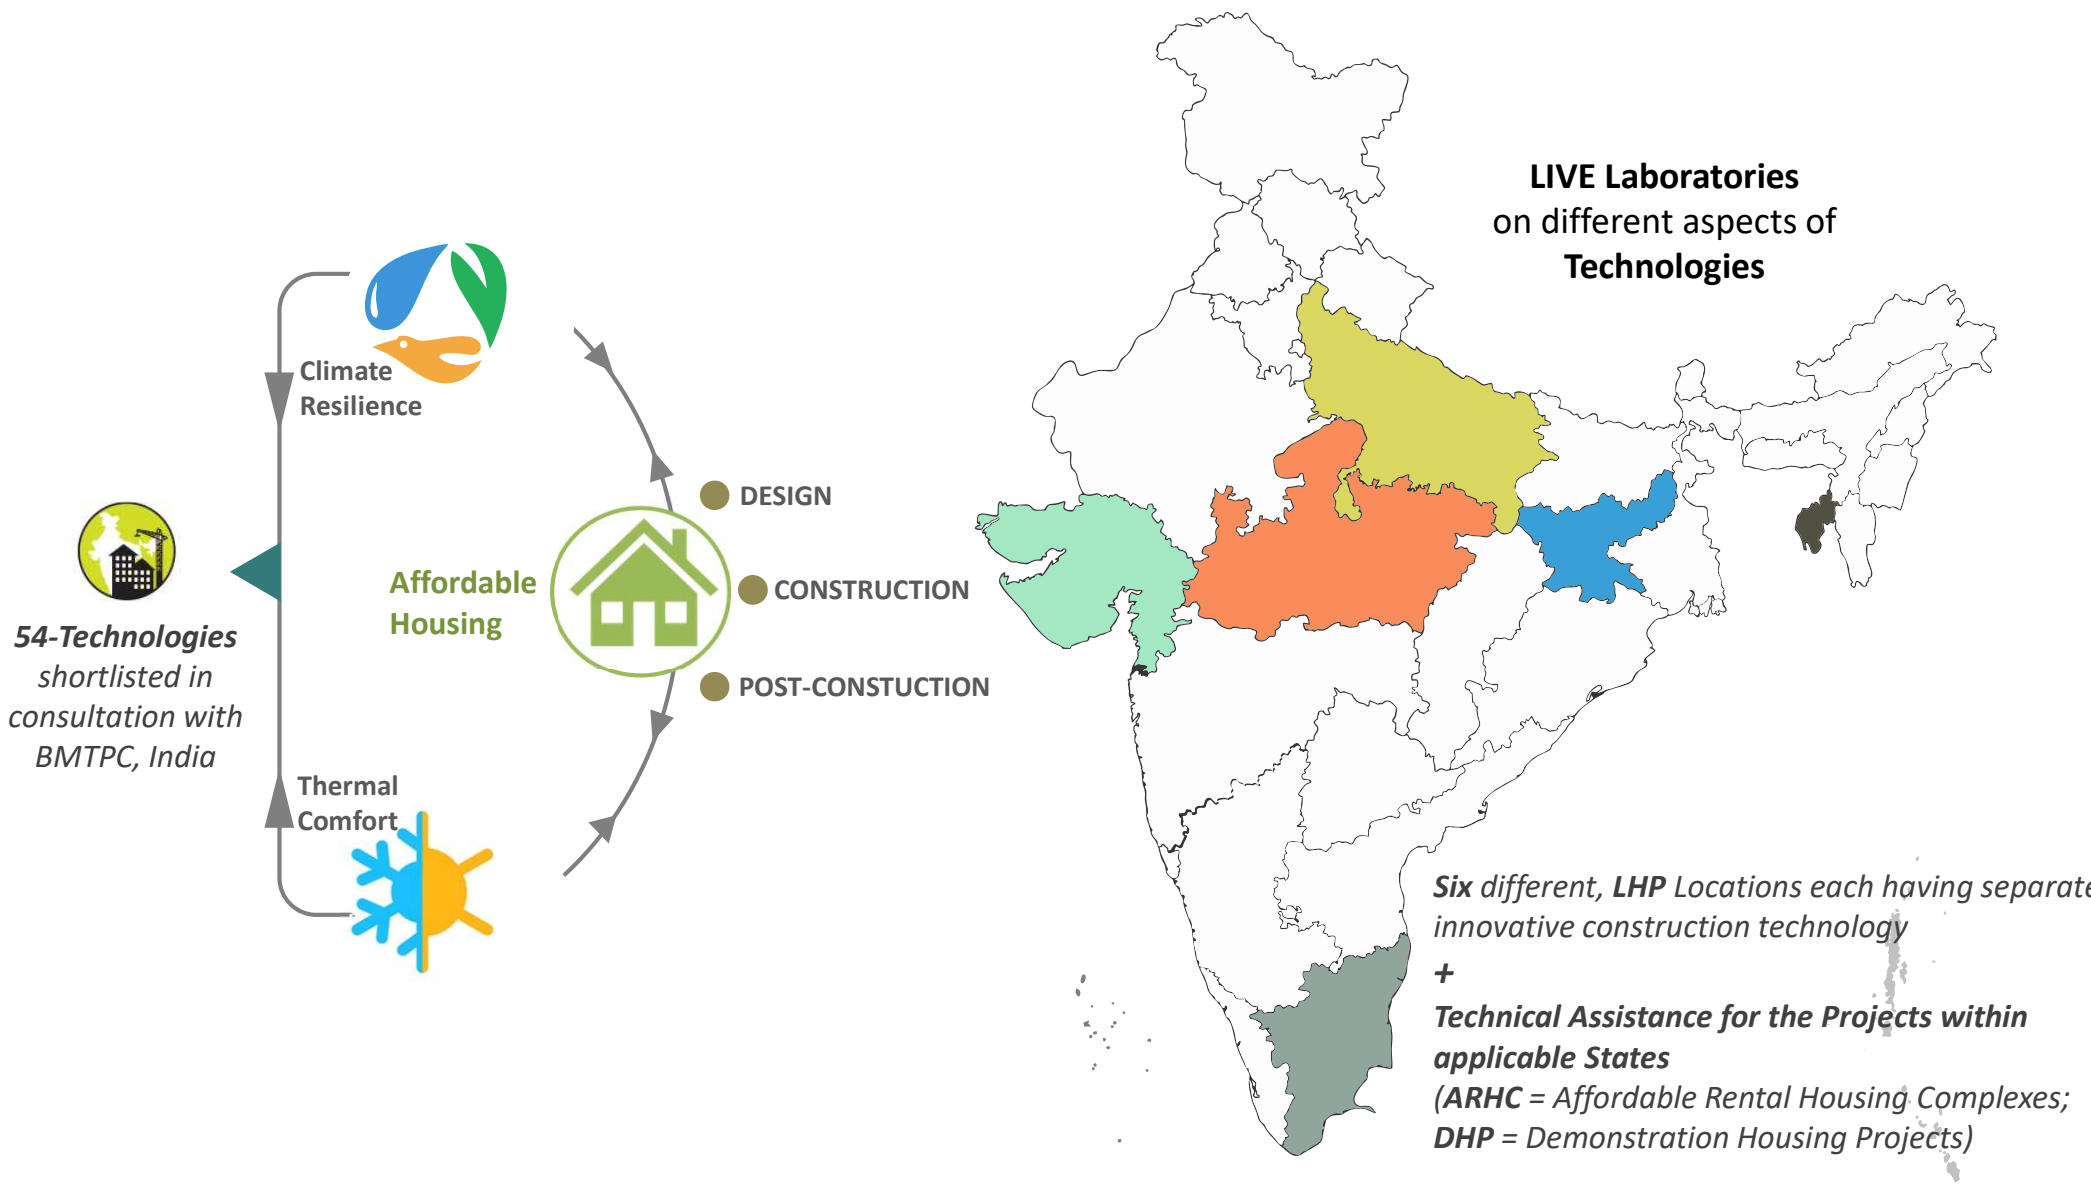 LIVE Laboratories
on different aspects of
Technologies
Climate
Resilience
DESIGN
Affordable
Housing
CONSTRUCTION
54-Technologies
shortlisted in
consultation with
BMTPC, India
POST-CONSTUCTION
Thermal
Comfort
Six different, LHP Locations each having separate
innovative construction technology
+
Technical Assistance for the Projects within
applicable States
(ARHC = Affordable Rental Housing Complexes;
DHP = Demonstration Housing Projects)